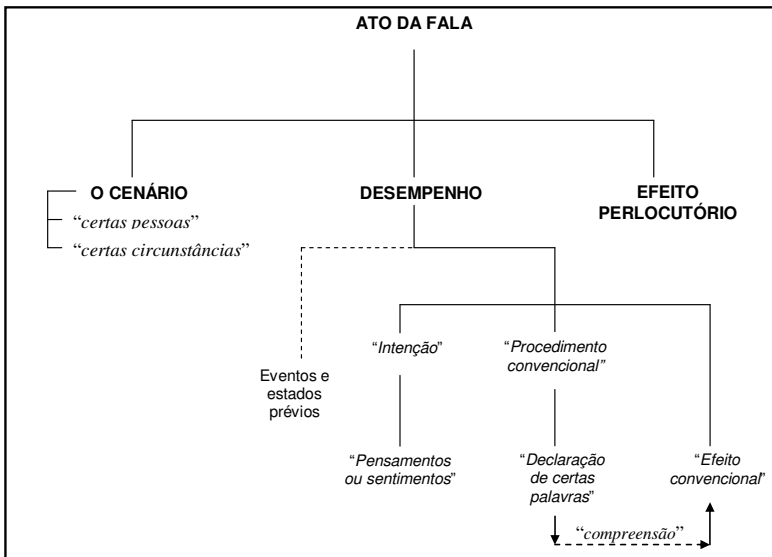 ATO DA FALA
O CENÁRIO
“certas pessoas”
“certas circunstâncias”
DESEMPENHO
EFEITO
PERLOCUTÓRIO
Eventos e
estados
prévios
“Intenção”
“Procedimento
convencional”
“Pensamentos
ou sentimentos”
“Declaração
de certas
palavras”
“Efeito
convencional”
“compreensão”